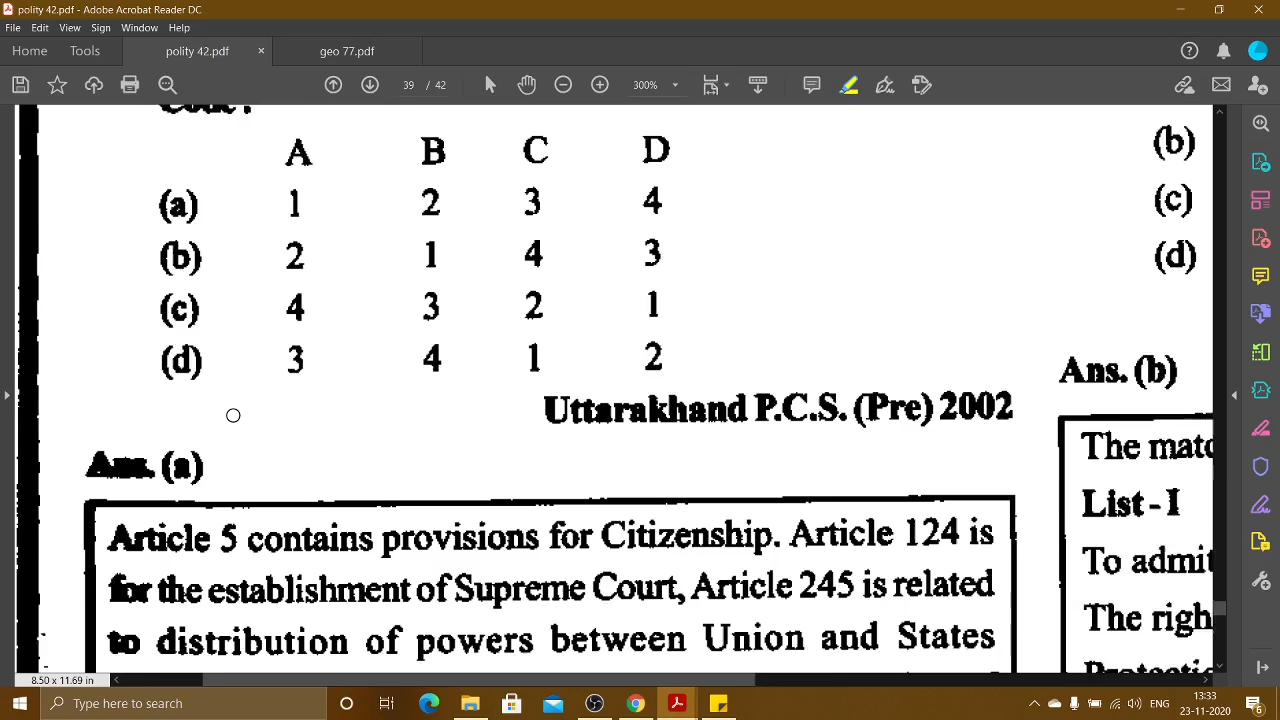 polity 42.pdf - Adobe Acrobat Reader DC
File Edit View Sign Window Help
Home Tools polity 42.pdf × geo 77.pdf
39 / 42 300%
Code :
A B C D
(a) 1 2 3 4
(b) 2 1 4 3
(c) 4 3 2 1
(d) 3 4 1 2
Uttarakhand P.C.S. (Pre) 2002
Ans. (a)
Article 5 contains provisions for Citizenship. Article 124 is
for the establishment of Supreme Court, Article 245 is related
to distribution of powers between Union and States
(b)
(c)
(d)
Ans. (b)
The matc
List - I
To admit
The righ
Protectio
8.50 x 11.69 in
Type here to search
ENG
13:33
23-11-2020
6